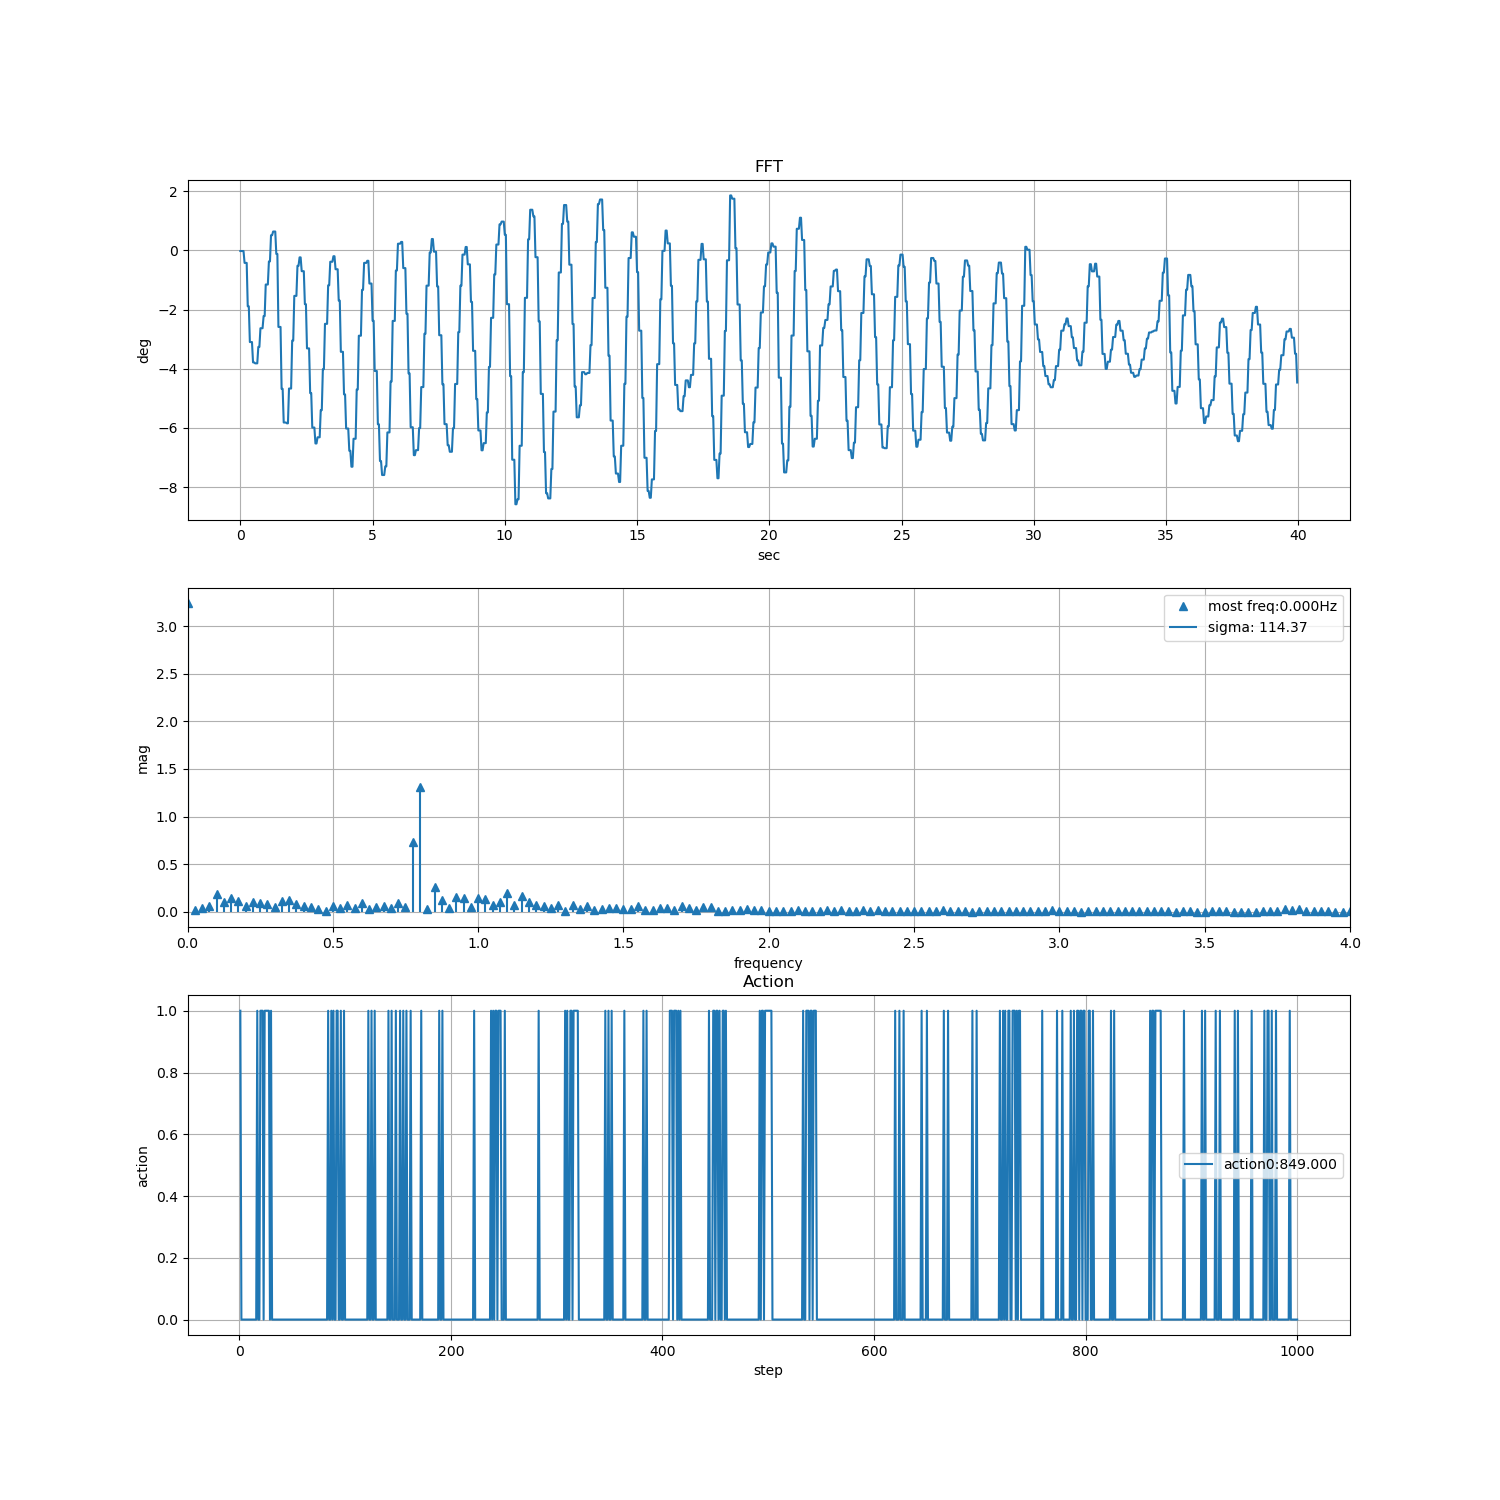 FFT
2
0
−2
−4
−6
−8
deg
0 5 10 15 20 25 30 35 40
sec
3.0
2.5
2.0
1.5
1.0
0.5
0.0
mag
most freq:0.000Hz
sigma: 114.37
0.0 0.5 1.0 1.5 2.0 2.5 3.0 3.5 4.0
frequency
Action
1.0
0.8
0.6
0.4
0.2
0.0
action
action0:849.000
0 200 400 600 800 1000
step